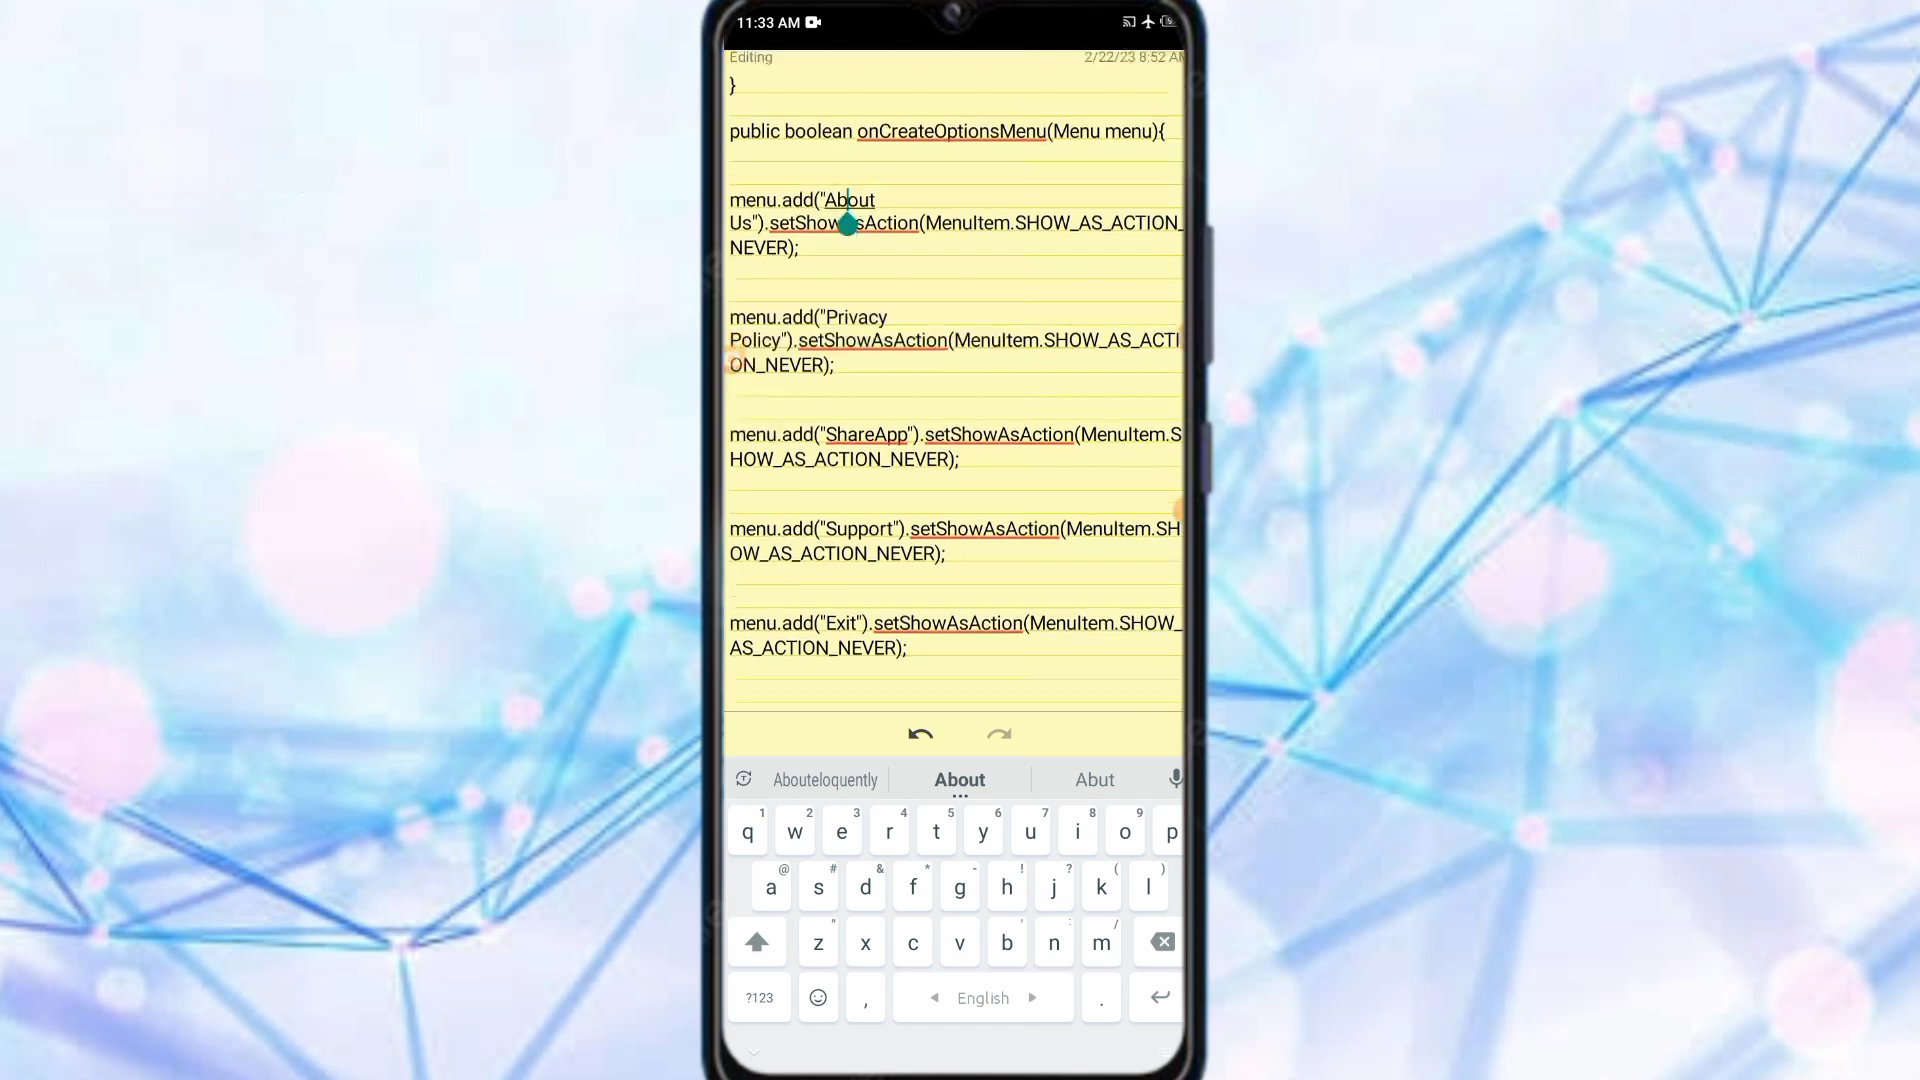 11:33 AM
Editing 2/22/23 8:52 AM
}
public boolean onCreateOptionsMenu(Menu menu){
menu.add("About
Us").setShowAsAction(MenuItem.SHOW_AS_ACTION_
NEVER);
menu.add("Privacy
Policy").setShowAsAction(MenuItem.SHOW_AS_ACTI
ON_NEVER);
menu.add("ShareApp").setShowAsAction(MenuItem.S
HOW_AS_ACTION_NEVER);
menu.add("Support").setShowAsAction(MenuItem.SH
OW_AS_ACTION_NEVER);
menu.add("Exit").setShowAsAction(MenuItem.SHOW_
AS_ACTION_NEVER);
Abouteloquently About Abut
1 2 3 4 5 6 7 8 9
q w e r t y u i o p
@ # & * - ! ? ( )
a s d f g h j k l
" ' : /
z x c v b n m
?123 , English .